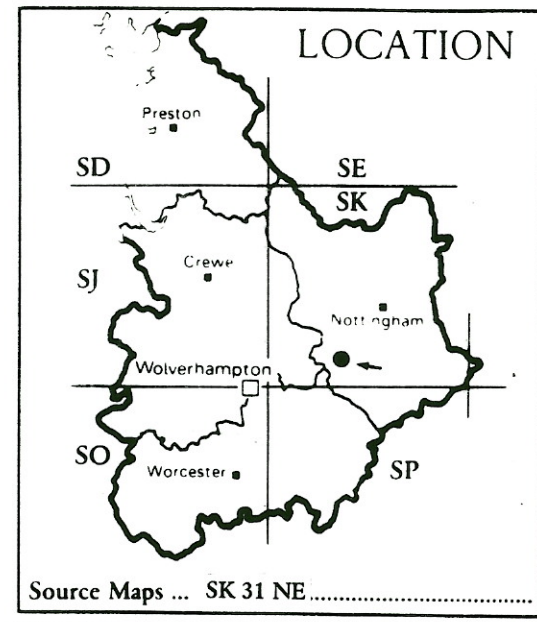 LOCATION
Preston
SD
SE
SK
Crewe
SJ
Nottingham
Wolverhampton
SO
SP
Worcester
Source Maps ... SK 31 NE ....................................